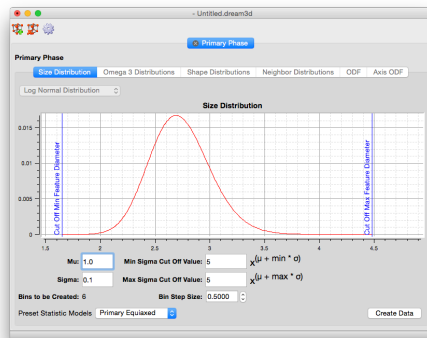 - Untitled.dream3d
Primary Phase
Primary Phase
Size Distribution Omega 3 Distributions Shape Distributions Neighbor Distributions ODF Axis ODF
Log Normal Distribution
Size Distribution
0.015
0.01
0.005
0
Cut Off Min Feature Diameter
Cut Off Max Feature Diameter
1.5 2 2.5 3 3.5 4 4.5
Mu: 1.0 Min Sigma Cut Off Value: 5 x(μ + min * σ)
Sigma: 0.1 Max Sigma Cut Off Value: 5 x(μ + max * σ)
Bins to be Created: 6 Bin Step Size: 0.5000
Preset Statistic Models Primary Equiaxed Create Data